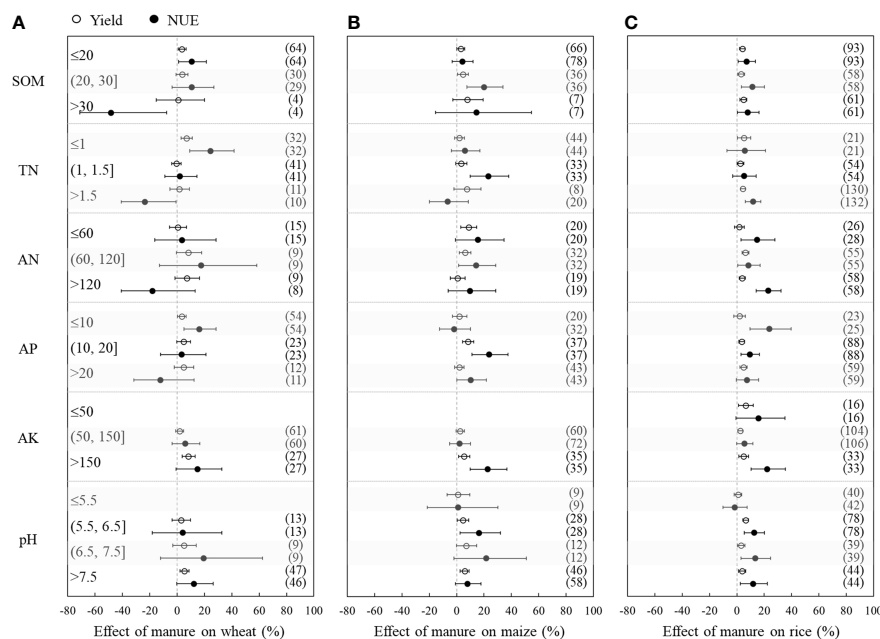 ○ Yield ● NUE
A
B
C
SOM
≤20 (64) (66) (93)
(64) (78) (93)
(20, 30] (30) (36) (58)
(29) (36) (58)
>30 (4) (7) (61)
(4) (7) (61)
TN
≤1 (32) (44) (21)
(32) (44) (21)
(1, 1.5] (41) (33) (54)
(41) (33) (54)
>1.5 (11) (8) (130)
(10) (20) (132)
AN
≤60 (15) (20) (26)
(15) (20) (28)
(60, 120] (9) (32) (55)
(9) (32) (55)
>120 (9) (19) (58)
(8) (19) (58)
AP
≤10 (54) (20) (23)
(54) (32) (25)
(10, 20] (23) (37) (88)
(23) (37) (88)
>20 (12) (43) (59)
(11) (43) (59)
AK
≤50 (16)
(16)
(50, 150] (61) (60) (104)
(60) (72) (106)
>150 (27) (35) (33)
(27) (35) (33)
pH
≤5.5 (9) (40)
(9) (42)
(5.5, 6.5] (13) (28) (78)
(13) (28) (78)
(6.5, 7.5] (9) (12) (39)
(9) (12) (39)
>7.5 (47) (46) (44)
(46) (58) (44)
-80 -60 -40 -20 0 20 40 60 80 100
-80 -60 -40 -20 0 20 40 60 80 100
-80 -60 -40 -20 0 20 40 60 80 100
Effect of manure on wheat (%)
Effect of manure on maize (%)
Effect of manure on rice (%)